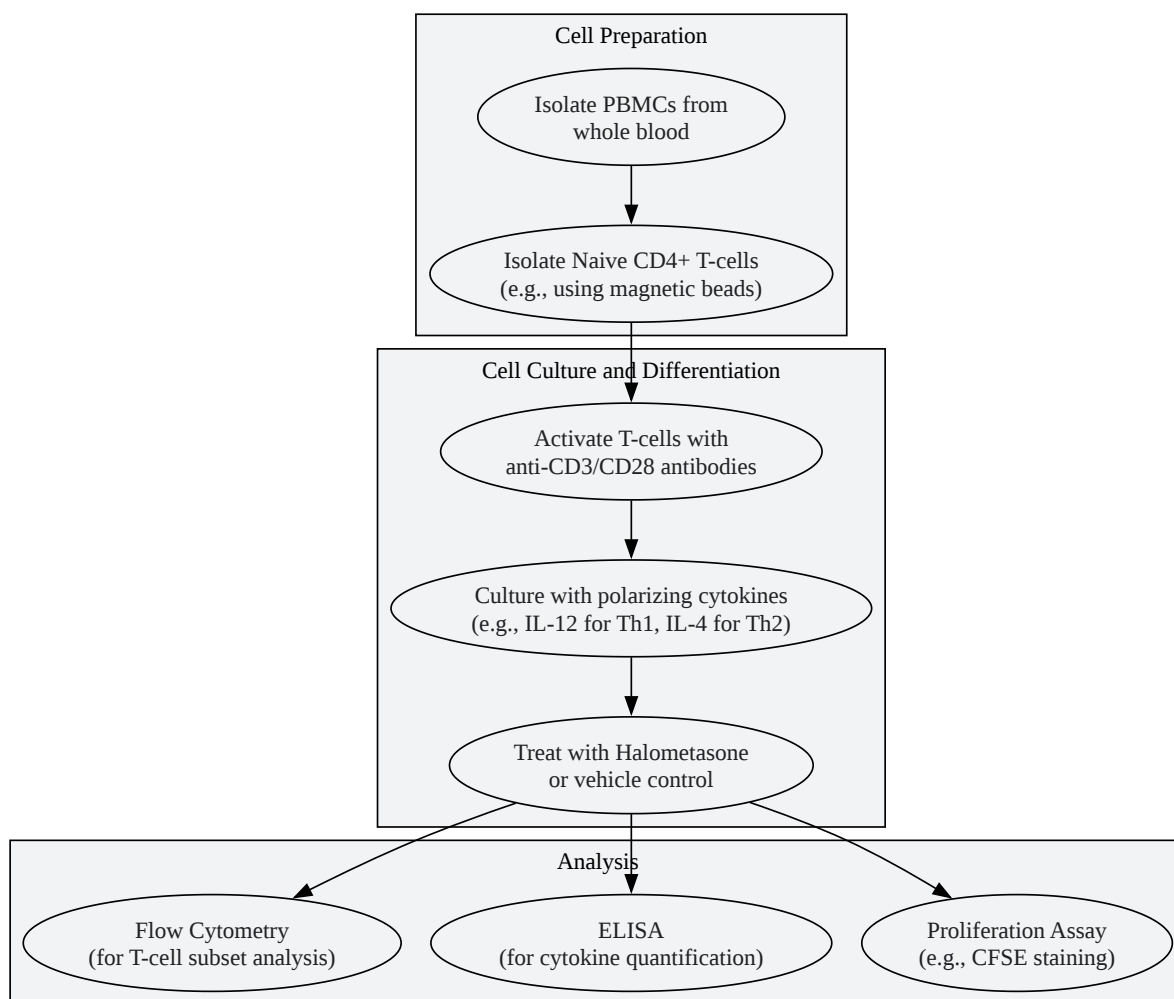 Cell Preparation
Isolate PBMCs from
whole blood
Isolate Naive CD4+ T-cells
(e.g., using magnetic beads)
Cell Culture and Differentiation
Activate T-cells with
anti-CD3/CD28 antibodies
Culture with polarizing cytokines
(e.g., IL-12 for Th1, IL-4 for Th2)
Treat with Halometasone
or vehicle control
Analysis
Flow Cytometry
(for T-cell subset analysis)
ELISA
(for cytokine quantification)
Proliferation Assay
(e.g., CFSE staining)